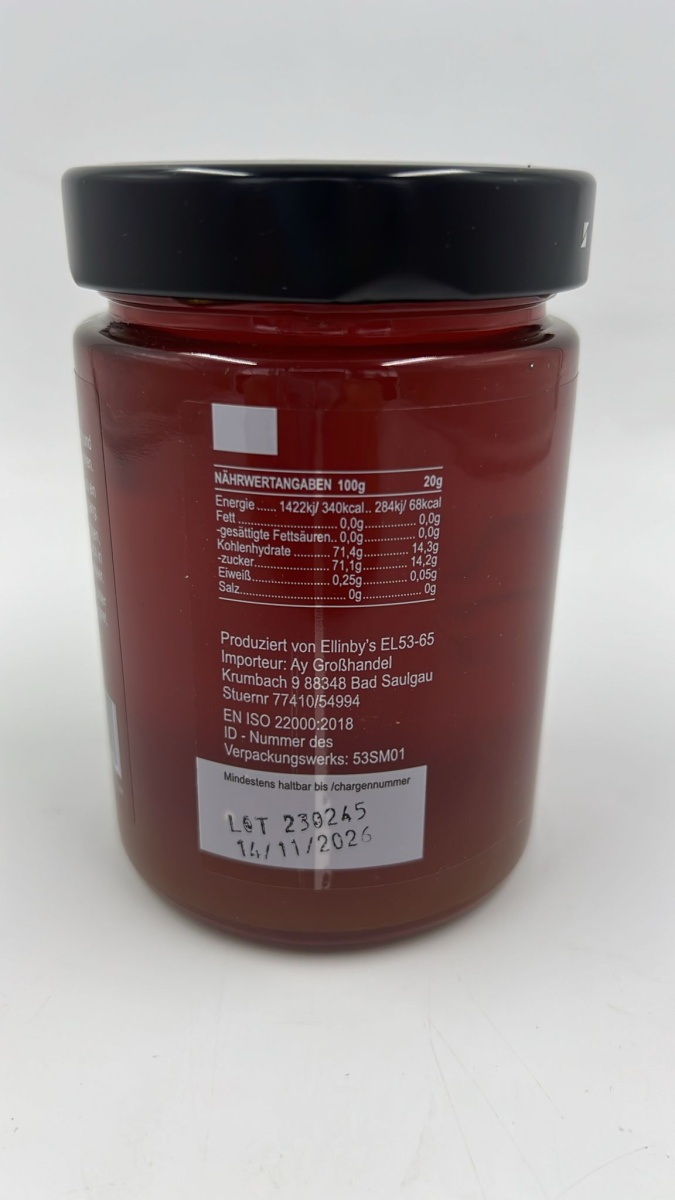 NÄHRWERTANGABEN 100g 20g
Energie ...... 1422kj/ 340kcal.. 284kj/ 68kcal
Fett ........................... 0,0g ............... 0,0g
-gesättigte Fettsäuren.. 0,0g............... 0,0g
Kohlenhydrate .......... 71,4g............ 14,3g
-zucker....................... 71,1g............ 14,2g
Eiweiß........................ 0,25g............ 0,05g
Salz................................ 0g............... 0g
Produziert von Ellinby's EL53-65
Importeur: Ay Großhandel
Krumbach 9 88348 Bad Saulgau
Stuernr 77410/54994
EN ISO 22000:2018
ID - Nummer des
Verpackungswerks: 53SM01
Mindestens haltbar bis /chargennummer
LOT 230245
14/11/2026